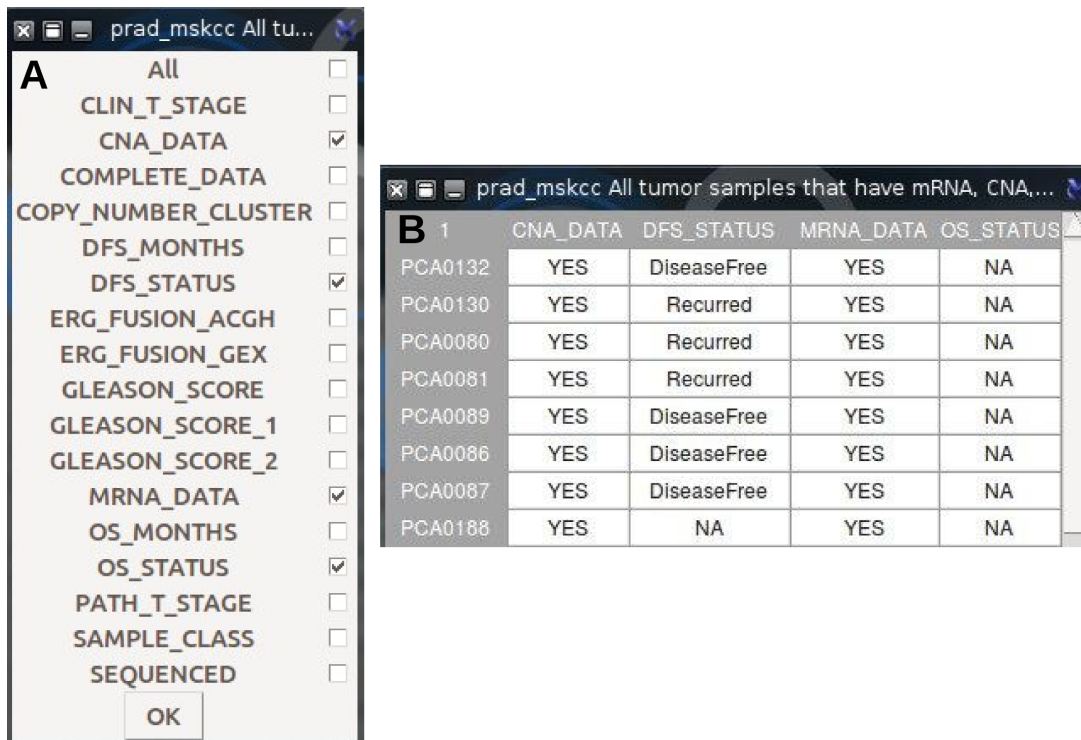 prad_mskcc All tu...
A
All
CLIN_T_STAGE
CNA_DATA
COMPLETE_DATA
COPY_NUMBER_CLUSTER
DFS_MONTHS
DFS_STATUS
ERG_FUSION_ACGH
ERG_FUSION_GEX
GLEASON_SCORE
GLEASON_SCORE_1
GLEASON_SCORE_2
MRNA_DATA
OS_MONTHS
OS_STATUS
PATH_T_STAGE
SAMPLE_CLASS
SEQUENCED
OK
prad_mskcc All tumor samples that have mRNA, CNA,...
B 1 CNA_DATA DFS_STATUS MRNA_DATA OS_STATUS
PCA0132 YES DiseaseFree YES NA
PCA0130 YES Recurred YES NA
PCA0080 YES Recurred YES NA
PCA0081 YES Recurred YES NA
PCA0089 YES DiseaseFree YES NA
PCA0086 YES DiseaseFree YES NA
PCA0087 YES DiseaseFree YES NA
PCA0188 YES NA YES NA